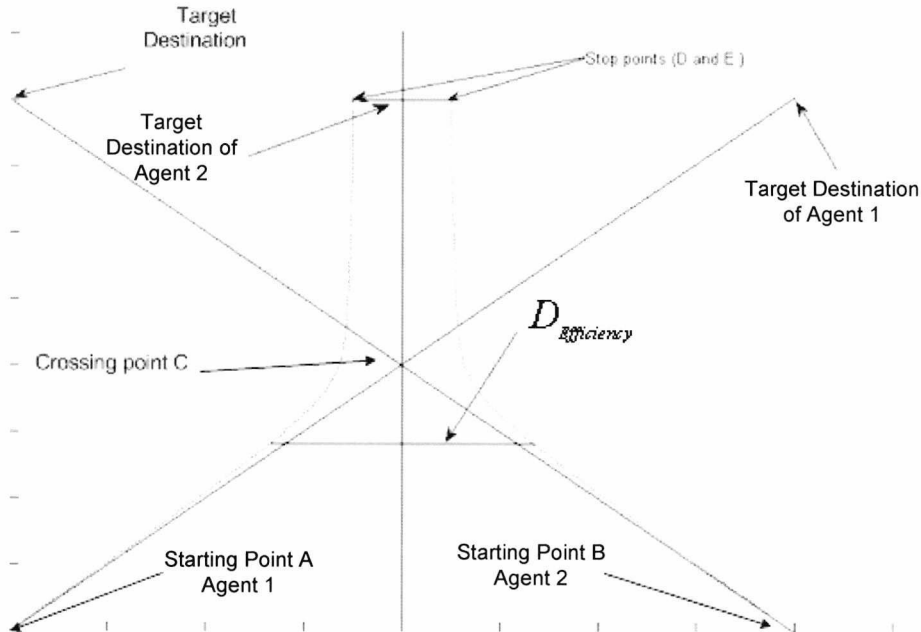 Target
Destination
Stop points (D and E )
Target
Destination of
Agent 2
Target Destination
of Agent 1
D Efficiency
Crossing point C
Starting Point A
Agent 1
Starting Point B
Agent 2